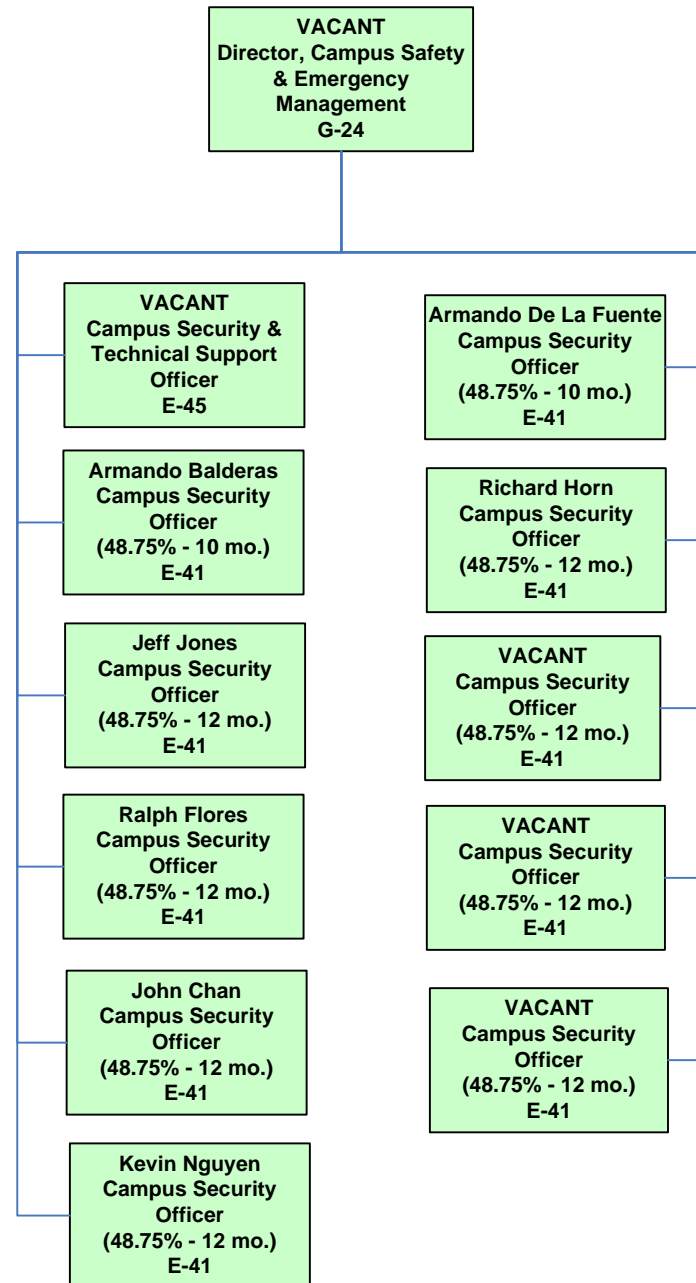 VACANT
Director, Campus Safety
& Emergency
Management
G-24
VACANT
Campus Security &
Technical Support
Officer
E-45
Armando Balderas
Campus Security
Officer
(48.75% - 10 mo.)
E-41
Jeff Jones
Campus Security
Officer
(48.75% - 12 mo.)
E-41
Ralph Flores
Campus Security
Officer
(48.75% - 12 mo.)
E-41
John Chan
Campus Security
Officer
(48.75% - 12 mo.)
E-41
Kevin Nguyen
Campus Security
Officer
(48.75% - 12 mo.)
E-41
Armando De La Fuente
Campus Security
Officer
(48.75% - 10 mo.)
E-41
Richard Horn
Campus Security
Officer
(48.75% - 12 mo.)
E-41
VACANT
Campus Security
Officer
(48.75% - 12 mo.)
E-41
VACANT
Campus Security
Officer
(48.75% - 12 mo.)
E-41
VACANT
Campus Security
Officer
(48.75% - 12 mo.)
E-41